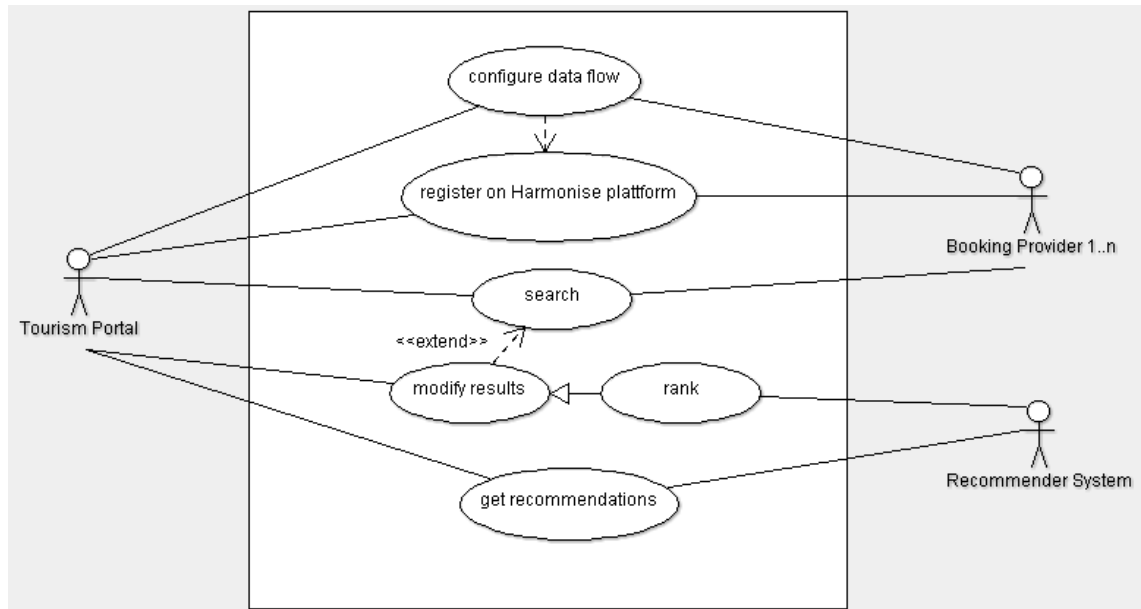 configure data flow
register on Harmonise plattform
Booking Provider 1..n
search
Tourism Portal
<<extend>>
modify results
rank
Recommender System
get recommendations